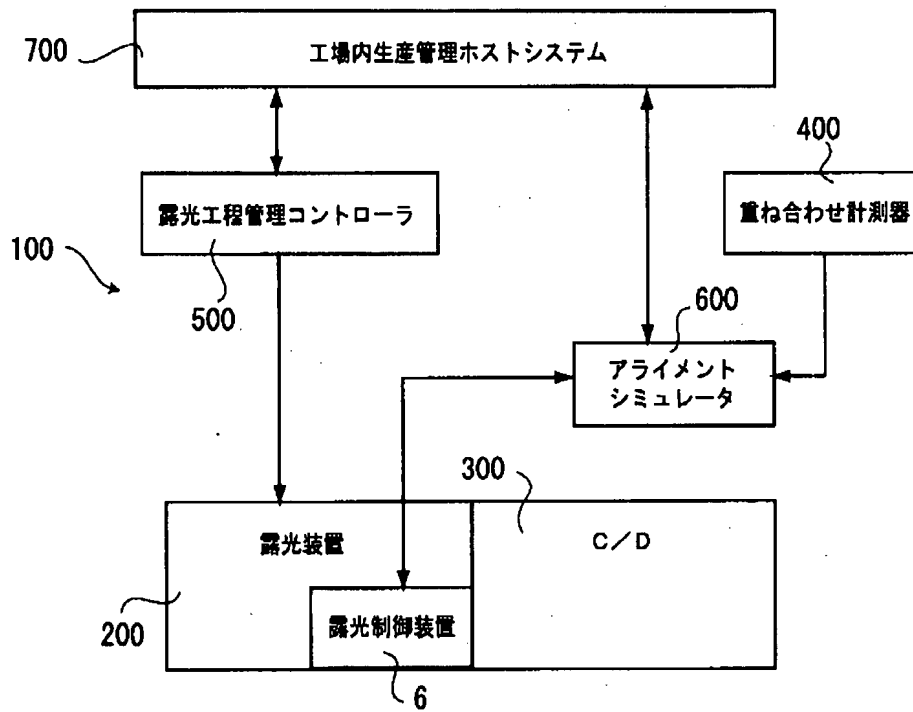 700
工場内生産管理ホストシステム
400
露光工程管理コントローラ
重ね合わせ計測器
100
500
600
アライメント
シミュレータ
300
露光装置
C/D
200
露光制御装置
6